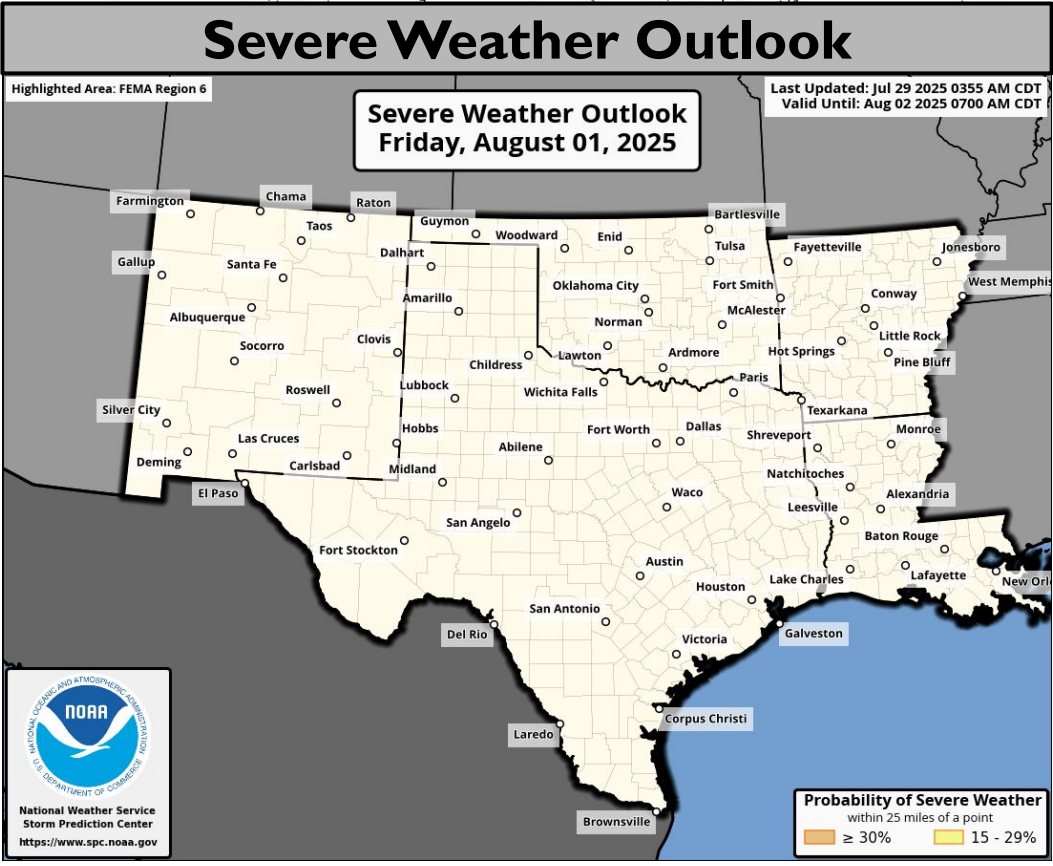 Severe Weather Outlook
Highlighted Area: FEMA Region 6
Last Updated: Jul 29 2025 0355 AM CDT
Valid Until: Aug 02 2025 0700 AM CDT
Severe Weather Outlook
Friday, August 01, 2025
Farmington
Chama
Raton
Taos
Guymon
Woodward
Enid
Bartlesville
Tulsa
Fayetteville
Jonesboro
Gallup
Santa Fe
Dalhart
Oklahoma City
Fort Smith
West Memphis
Albuquerque
Amarillo
Norman
McAlester
Conway
Socorro
Clovis
Childress
Lawton
Ardmore
Hot Springs
Little Rock
Pine Bluff
Roswell
Lubbock
Wichita Falls
Paris
Texarkana
Silver City
Las Cruces
Hobbs
Abilene
Fort Worth
Dallas
Shreveport
Monroe
Deming
Carlsbad
Midland
Natchitoches
El Paso
Waco
Leesville
Alexandria
San Angelo
Baton Rouge
Fort Stockton
Austin
Houston
Lake Charles
Lafayette
New Orl
San Antonio
Del Rio
Victoria
Galveston
Laredo
Corpus Christi
Brownsville
NATIONAL OCEANIC AND ATMOSPHERIC ADMINISTRATION
NOAA
U.S. DEPARTMENT OF COMMERCE
National Weather Service
Storm Prediction Center
https://www.spc.noaa.gov
Probability of Severe Weather
within 25 miles of a point
≥ 30%
15 - 29%